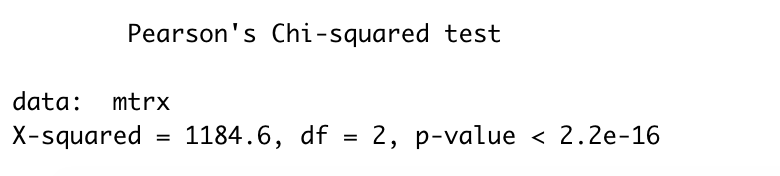 Pearson's Chi-squared test
data:  mtrx
X-squared = 1184.6, df = 2, p-value < 2.2e-16